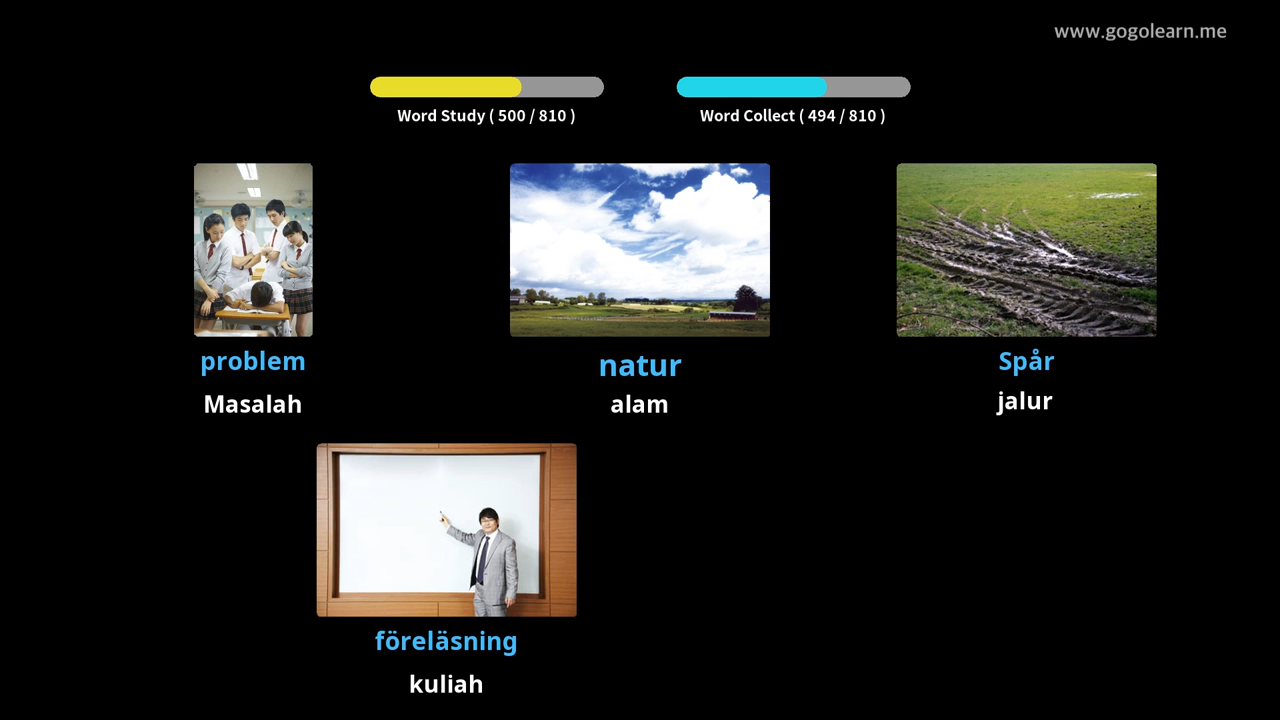 www.gogolearn.me
Word Study ( 500 / 810 )
Word Collect ( 494 / 810 )
problem
Masalah
natur
alam
Spår
jalur
föreläsning
kuliah